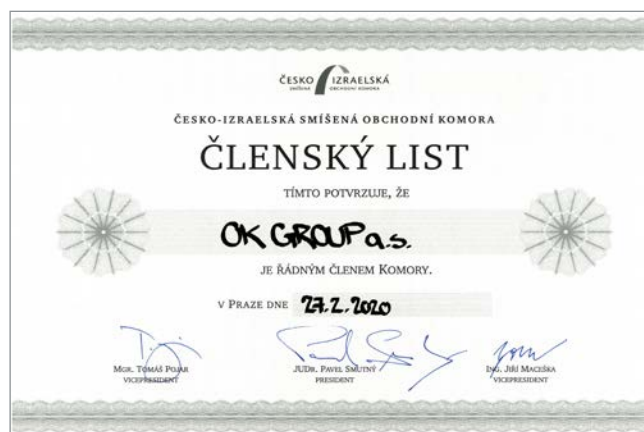 ČESKO IZRAELSKÁ
SMÍŠENÁ OBCHODNÍ KOMORA
ČESKO-IZRAELSKÁ SMÍŠENÁ OBCHODNÍ KOMORA
ČLENSKÝ LIST
TÍMTO POTVRZUJE, ŽE
OK GROUP a.s.
JE ŘÁDNÝM ČLENEM KOMORY.
V PRAZE DNE 27.2.2020
MGR. TOMÁŠ POJAR JUDR. PAVEL SMUTNÝ ING. JIŘÍ MACEŠKA
VICEPRESIDENT PRESIDENT VICEPRESIDENT